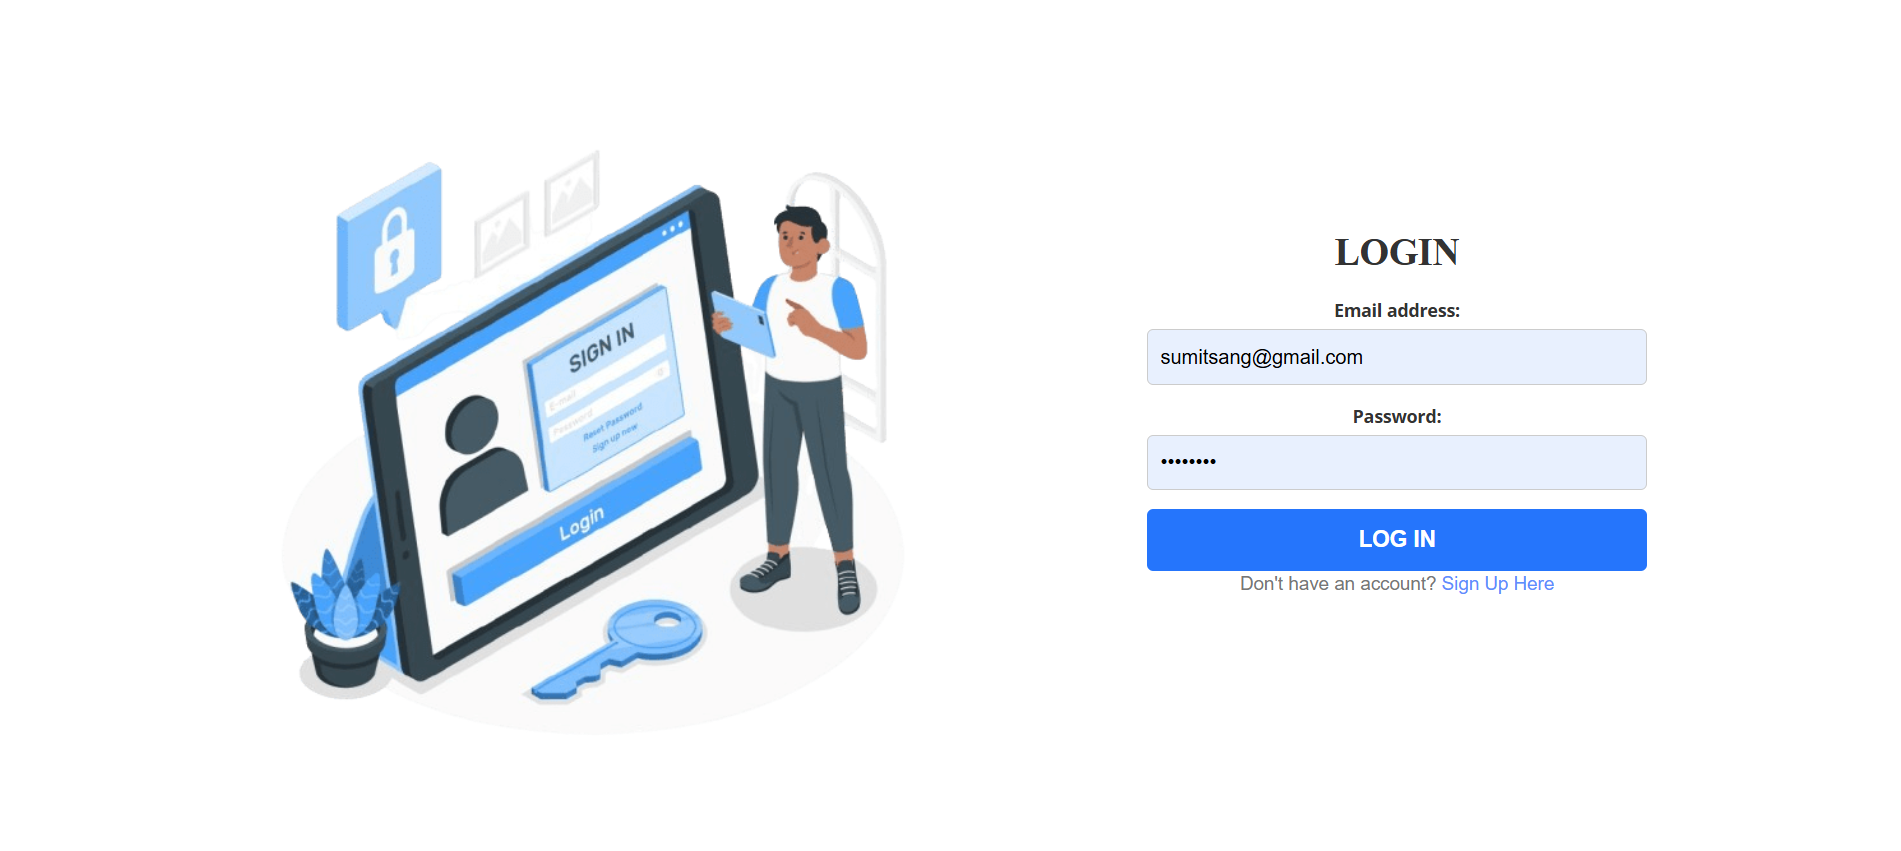 SIGN IN
E-mail
Password
Reset Password
Sign up now
Login
LOGIN
Email address:
sumitsang@gmail.com
Password:
••••••••
LOG IN
Don't have an account? Sign Up Here